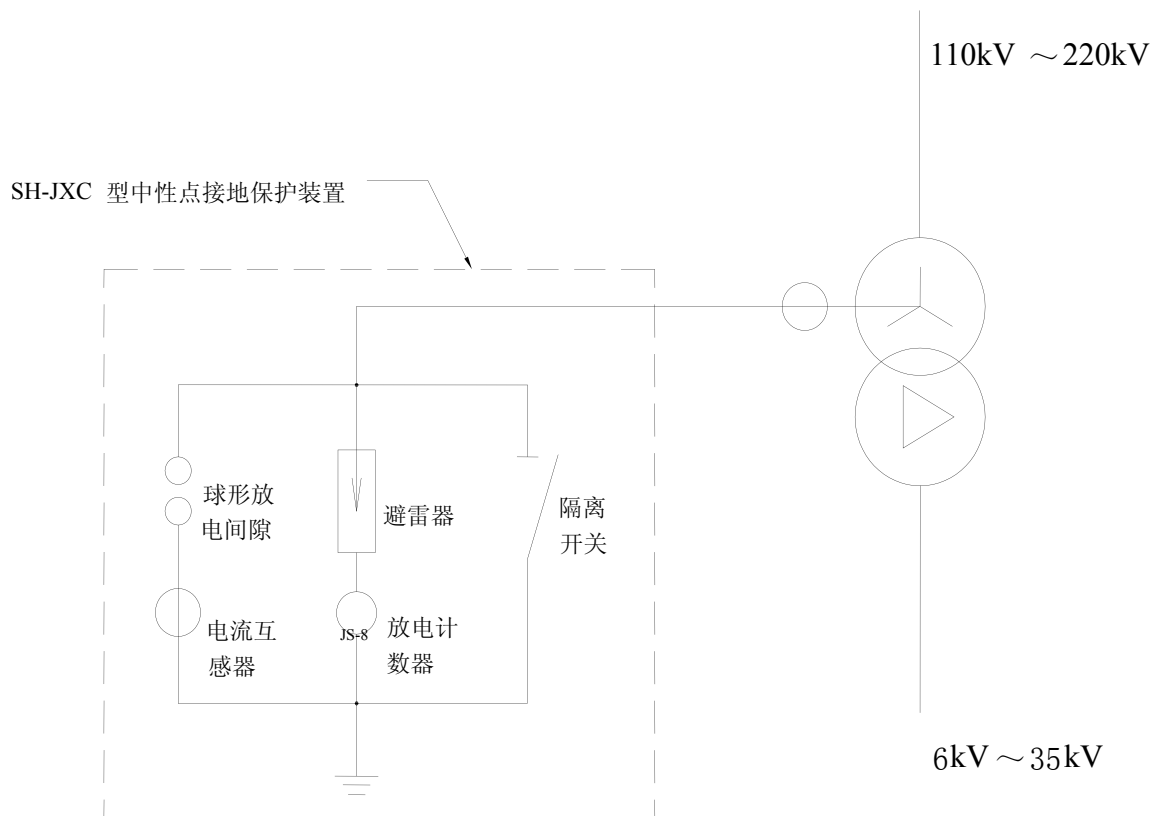 110kV ～220kV
SH-JXC 型中性点接地保护装置
球形放
电间隙
避雷器
隔离
开关
电流互
感器
JS-8
放电计
数器
6kV～35kV